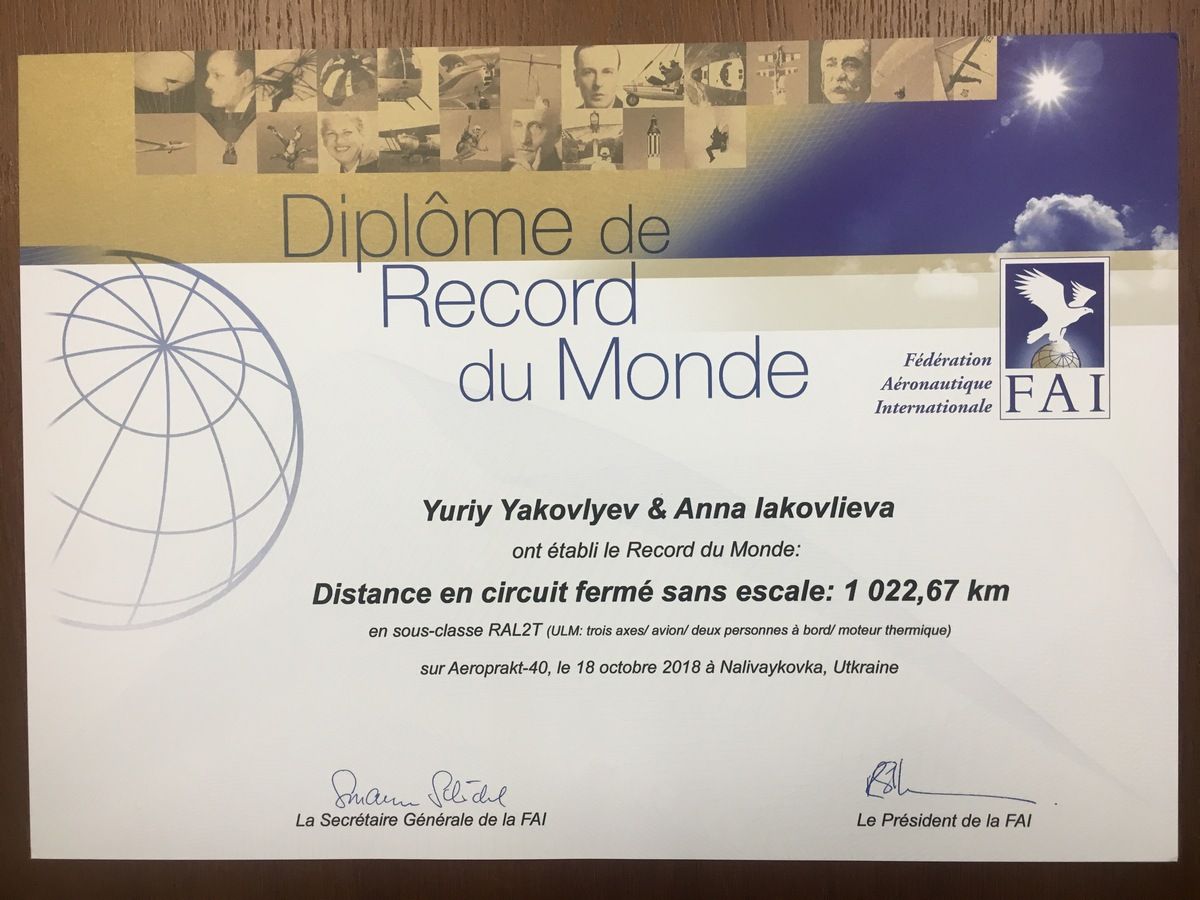 Diplôme de
Record
du Monde
Fédération
Aéronautique
Internationale
FAI
Yuriy Yakovlyev & Anna Iakovlieva
ont établi le Record du Monde:
Distance en circuit fermé sans escale: 1 022,67 km
en sous-classe RAL2T (ULM: trois axes/ avion/ deux personnes à bord/ moteur thermique)
sur Aeroprakt-40, le 18 octobre 2018 à Nalivaykovka, Utkraine
La Secrétaire Générale de la FAI
Le Président de la FAI